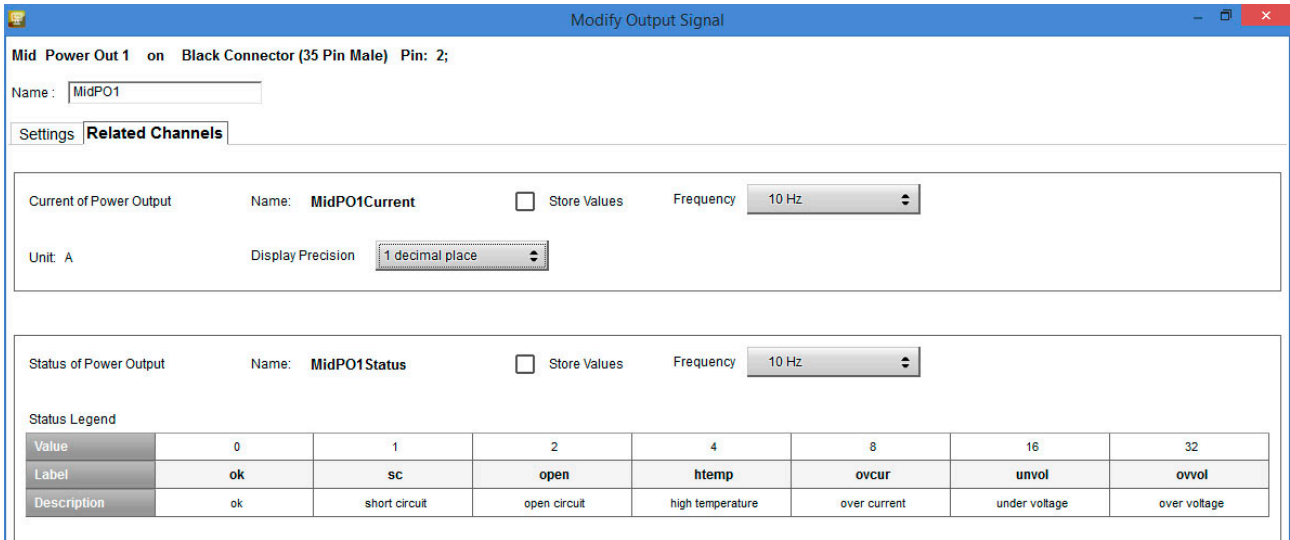 Modify Output Signal
Mid Power Out 1 on Black Connector (35 Pin Male) Pin: 2;
Name : MidPO1
Settings Related Channels
Current of Power Output Name: MidPO1Current Store Values Frequency 10 Hz
Unit: A Display Precision 1 decimal place
Status of Power Output Name: MidPO1Status Store Values Frequency 10 Hz
Status Legend
Value 0 1 2 4 8 16 32
Label ok sc open htemp ovcur unvol ovvol
Description ok short circuit open circuit high temperature over current under voltage over voltage